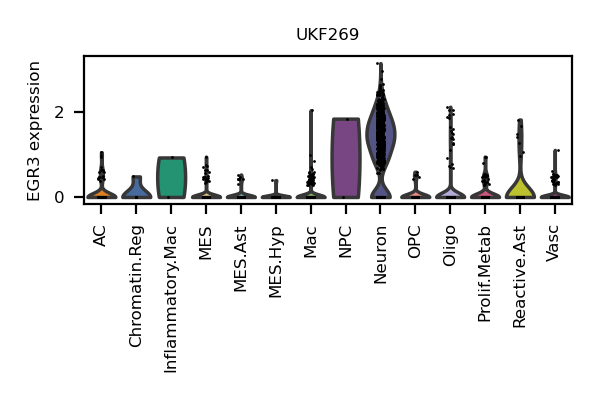 UKF269
EGR3 expression
2
0
AC
Chromatin.Reg
Inflammatory.Mac
MES
MES.Ast
MES.Hyp
Mac
NPC
Neuron
OPC
Oligo
Prolif.Metab
Reactive.Ast
Vasc